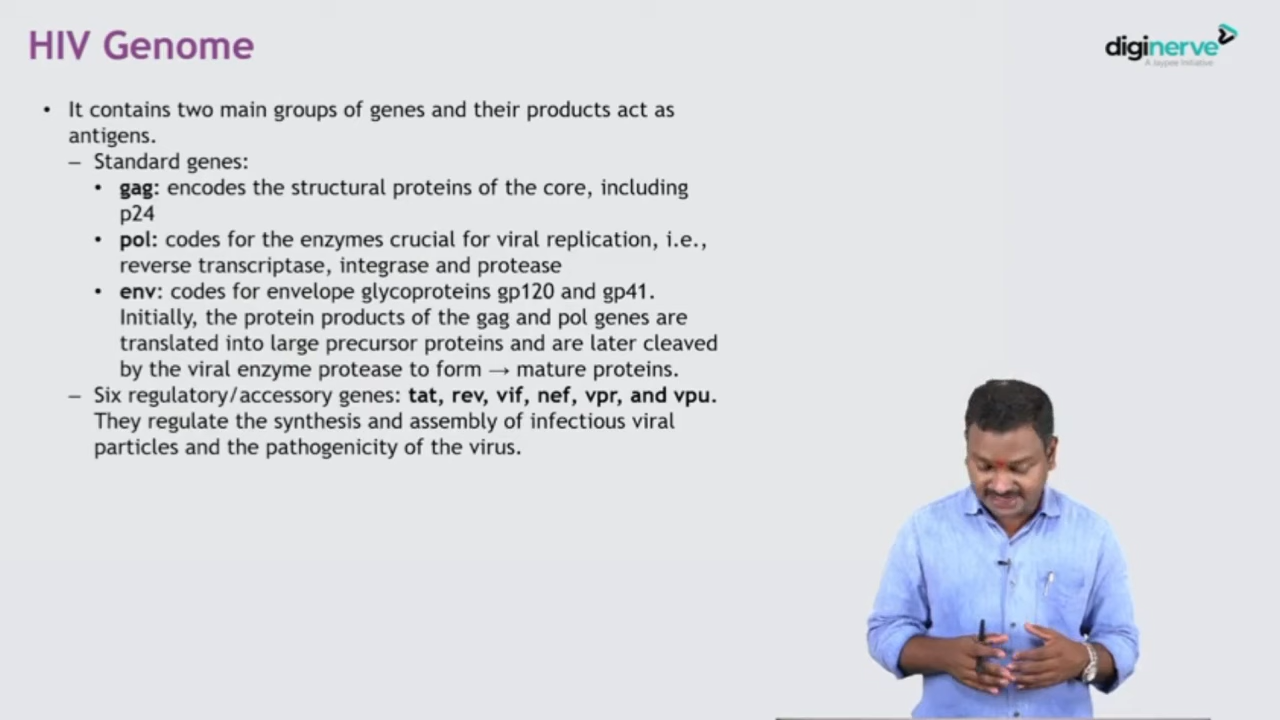 HIV Genome
diginerve
A Jaypee Initiative
• It contains two main groups of genes and their products act as
antigens.
– Standard genes:
• gag: encodes the structural proteins of the core, including
p24
• pol: codes for the enzymes crucial for viral replication, i.e.,
reverse transcriptase, integrase and protease
• env: codes for envelope glycoproteins gp120 and gp41.
Initially, the protein products of the gag and pol genes are
translated into large precursor proteins and are later cleaved
by the viral enzyme protease to form → mature proteins.
– Six regulatory/accessory genes: tat, rev, vif, nef, vpr, and vpu.
They regulate the synthesis and assembly of infectious viral
particles and the pathogenicity of the virus.